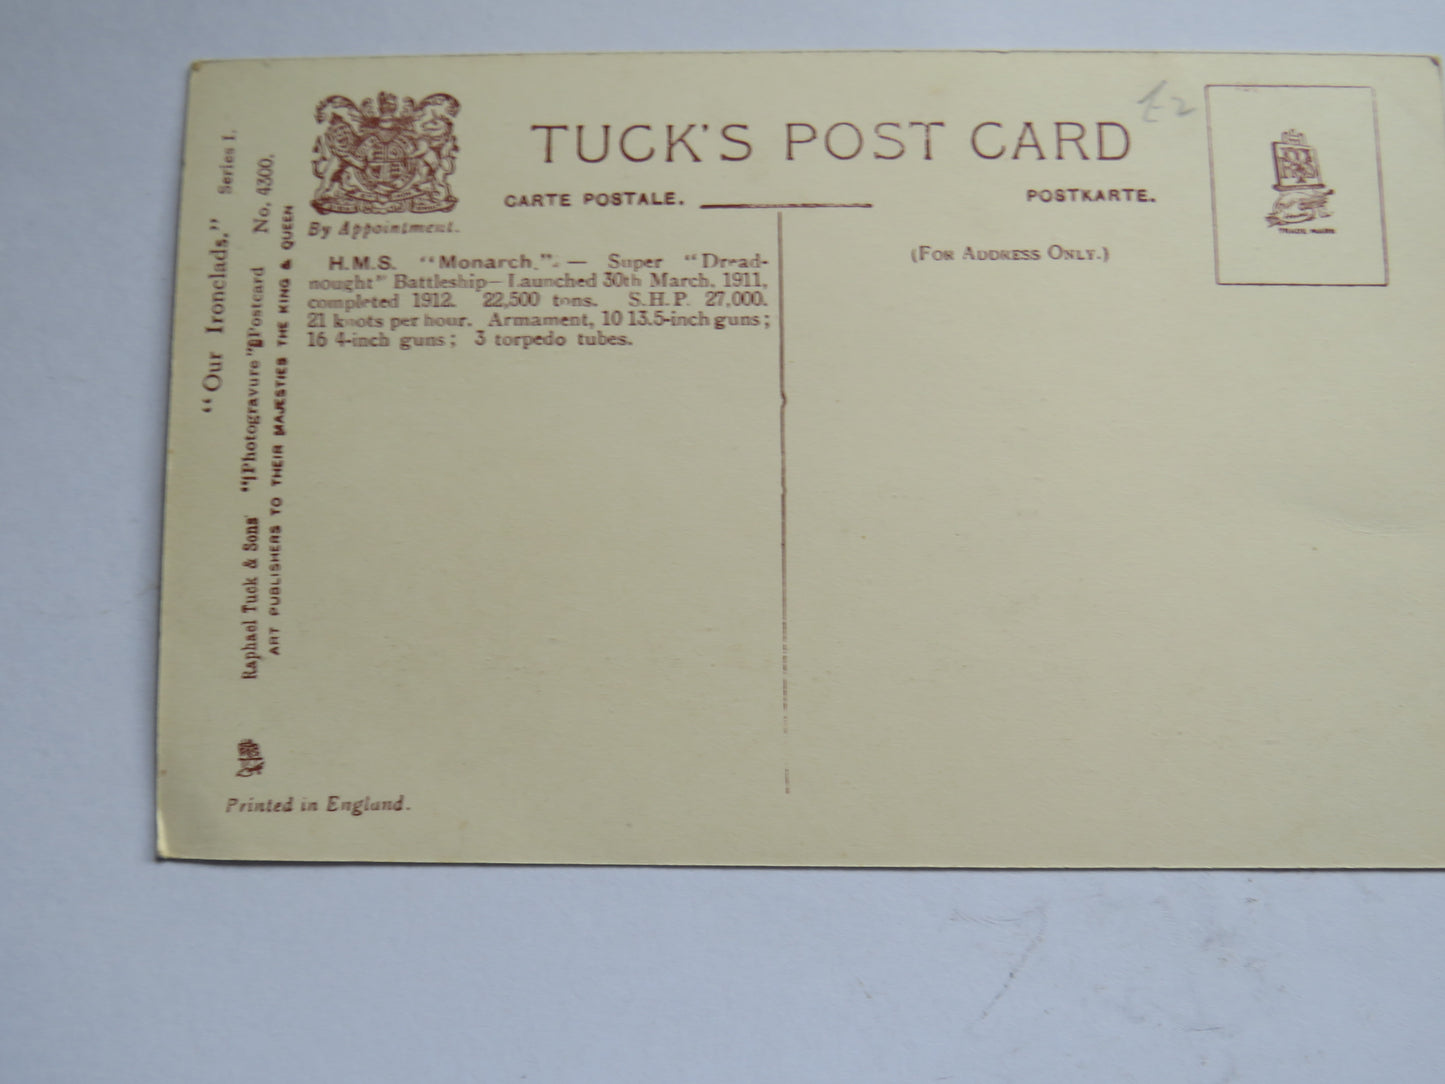 TUCK'S POST CARD
£2
CARTE POSTALE.
POSTKARTE.
By Appointment.
(For Address Only.)
TRADE MARK
H.M.S. "Monarch." — Super "Dread-
nought" Battleship—Launched 30th March, 1911,
completed 1912. 22,500 tons. S.H.P. 27,000.
21 knots per hour. Armament, 10 13.5-inch guns;
16 4-inch guns; 3 torpedo tubes.
"Our Ironclads." Series I.
Raphael Tuck & Sons' "Photogravure" Postcard No. 4300.
ART PUBLISHERS TO THEIR MAJESTIES THE KING & QUEEN
Printed in England.